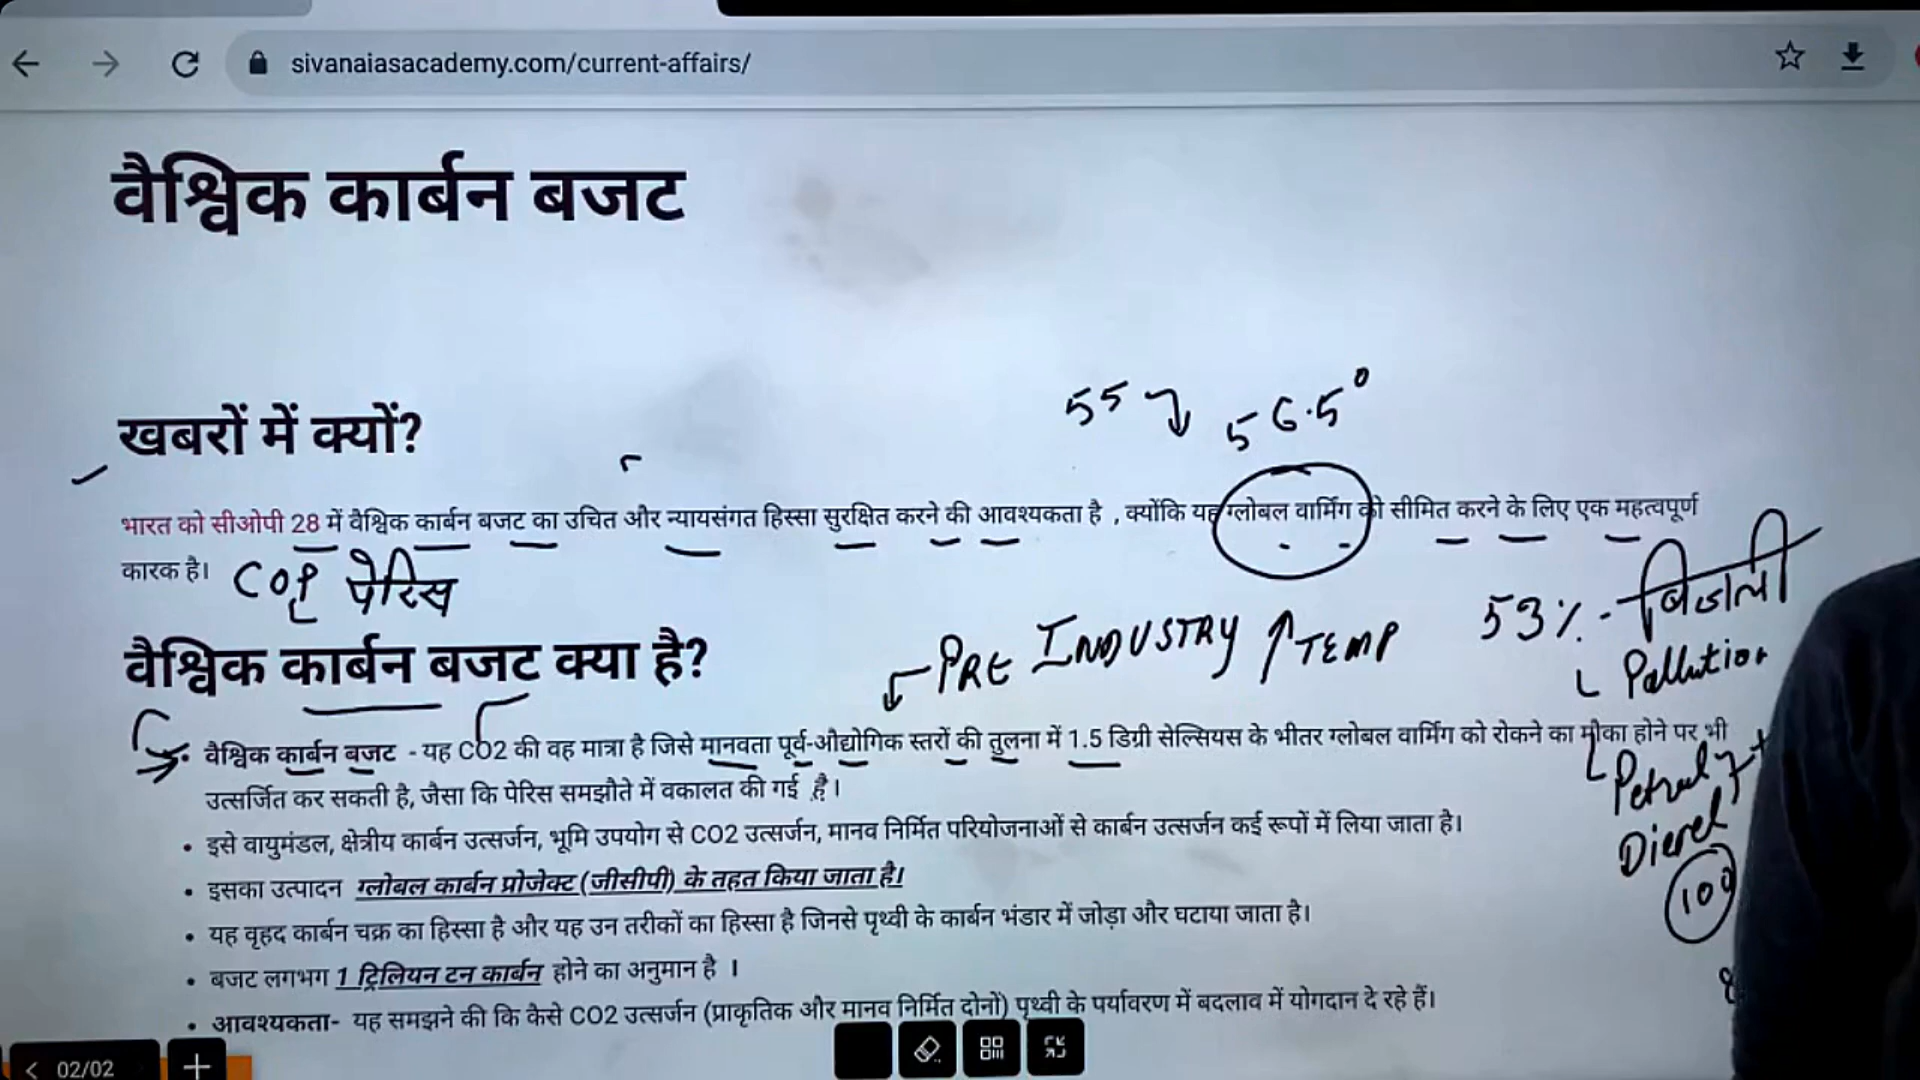 sivanaiasacademy.com/current-affairs/
वैश्विक कार्बन बजट
55 56.5°
खबरों में क्यों?
भारत को सीओपी 28 में वैश्विक कार्बन बजट का उचित और न्यायसंगत हिस्सा सुरक्षित करने की आवश्यकता है , क्योंकि यह ग्लोबल वार्मिंग को सीमित करने के लिए एक महत्वपूर्ण
कारक है।
COP पेरिस
53%. बिजली
PRE INDUSTRY ↑TEMP
Pollution
वैश्विक कार्बन बजट क्या है?
• वैश्विक कार्बन बजट - यह CO2 की वह मात्रा है जिसे मानवता पूर्व-औद्योगिक स्तरों की तुलना में 1.5 डिग्री सेल्सियस के भीतर ग्लोबल वार्मिंग को रोकने का मौका होने पर भी
उत्सर्जित कर सकती है, जैसा कि पेरिस समझौते में वकालत की गई है।
Petrol
Diesel
100
• इसे वायुमंडल, क्षेत्रीय कार्बन उत्सर्जन, भूमि उपयोग से CO2 उत्सर्जन, मानव निर्मित परियोजनाओं से कार्बन उत्सर्जन कई रूपों में लिया जाता है।
• इसका उत्पादन ग्लोबल कार्बन प्रोजेक्ट (जीसीपी) के तहत किया जाता है।
• यह वृहद कार्बन चक्र का हिस्सा है और यह उन तरीकों का हिस्सा है जिनसे पृथ्वी के कार्बन भंडार में जोड़ा और घटाया जाता है।
• बजट लगभग 1 ट्रिलियन टन कार्बन होने का अनुमान है ।
• आवश्यकता- यह समझने की कि कैसे CO2 उत्सर्जन (प्राकृतिक और मानव निर्मित दोनों) पृथ्वी के पर्यावरण में बदलाव में योगदान दे रहे हैं।
02/02